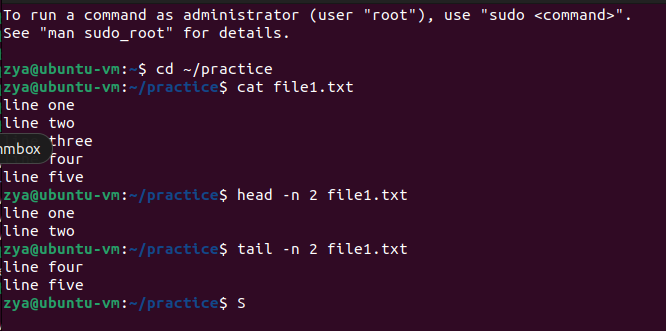 To run a command as administrator (user "root"), use "sudo <command>".
See "man sudo_root" for details.
zya@ubuntu-vm:~$ cd ~/practice
zya@ubuntu-vm:~/practice$ cat file1.txt
line one
line two
three
mbox
four
line five
zya@ubuntu-vm:~/practice$ head -n 2 file1.txt
line one
line two
zya@ubuntu-vm:~/practice$ tail -n 2 file1.txt
line four
line five
zya@ubuntu-vm:~/practice$ S